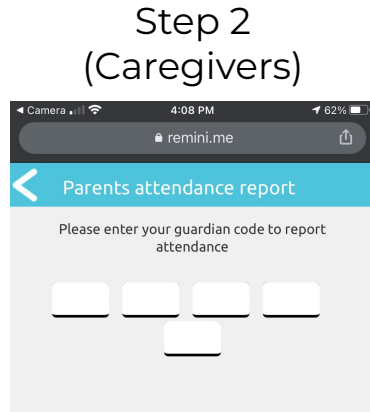 Step 2
(Caregivers)
Camera 4:08 PM 62%
remini.me
Parents attendance report
Please enter your guardian code to report
attendance